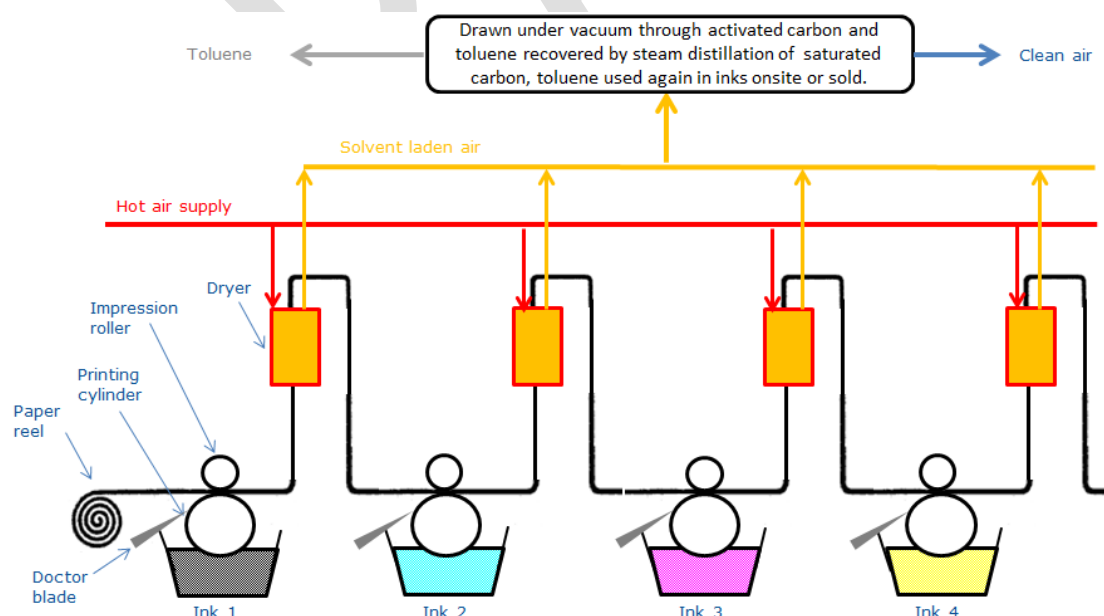 Drawn under vacuum through activated carbon and
toluene recovered by steam distillation of saturated
carbon, toluene used again in inks onsite or sold.
Toluene
Clean air
Solvent laden air
Hot air supply
Dryer
Impression
roller
Printing
cylinder
Paper
reel
Doctor
blade
Ink 1
Ink 2
Ink 3
Ink 4